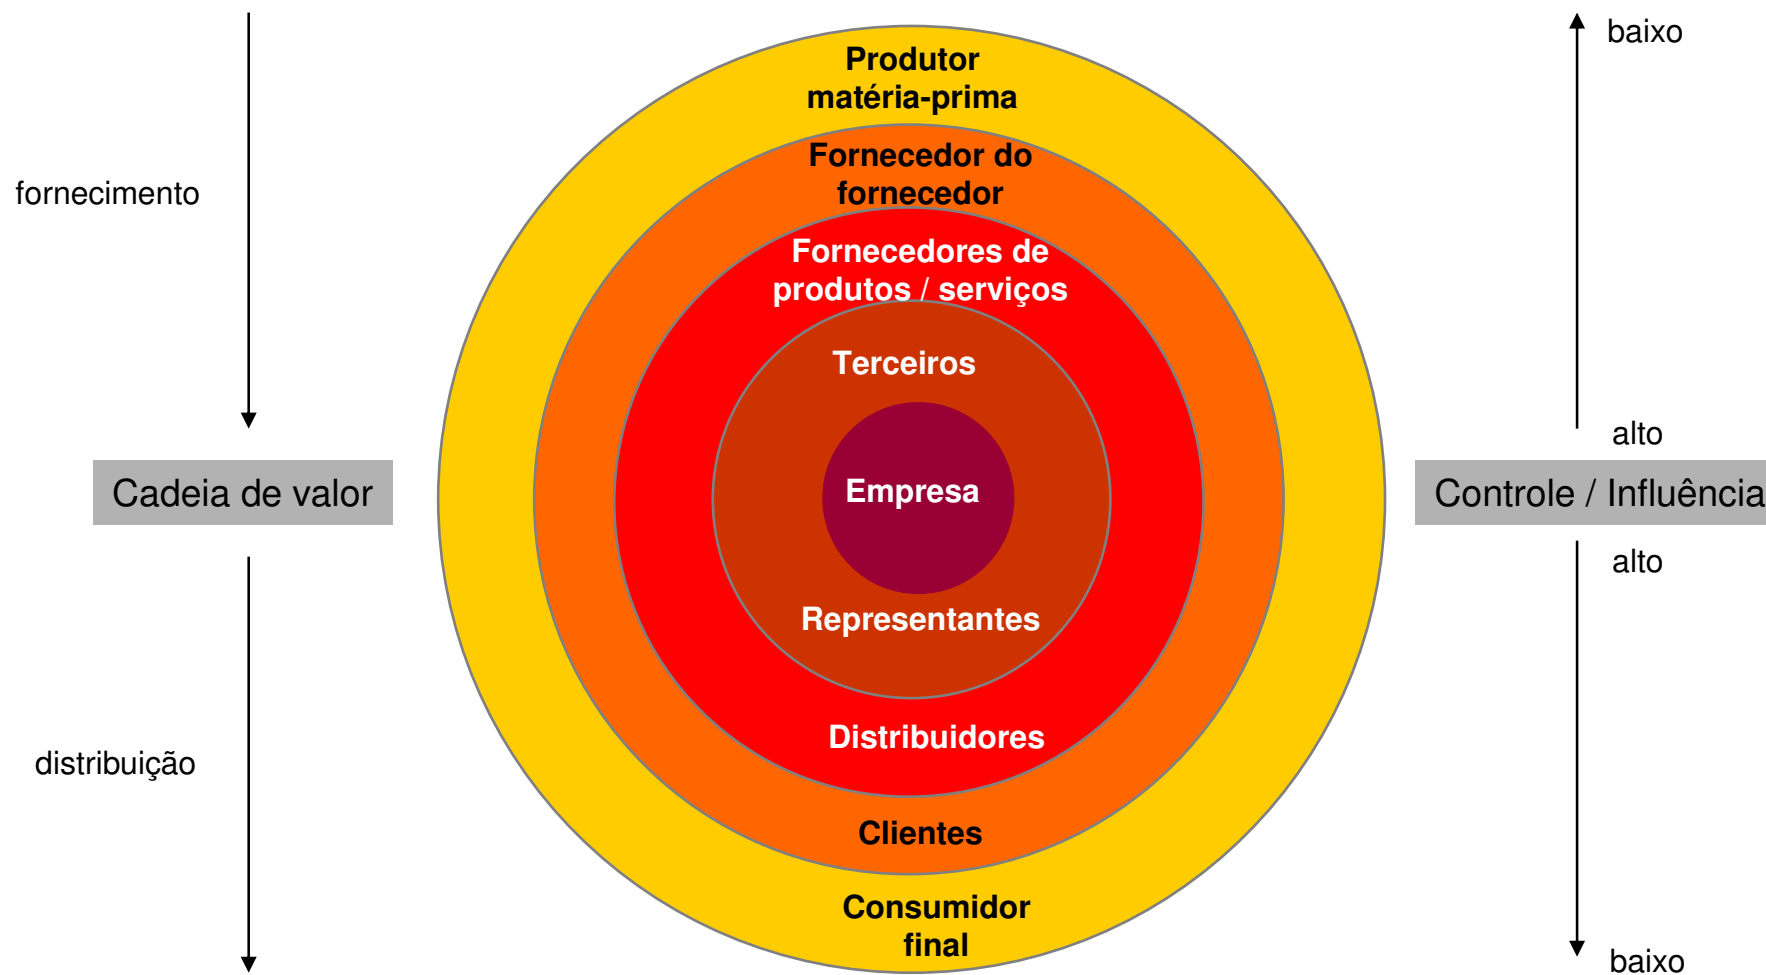 baixo
Produtor
matéria-prima
Fornecedor do
fornecedor
fornecimento
Fornecedores de
produtos / serviços
Terceiros
alto
Cadeia de valor
Empresa
Controle / Influência
alto
Representantes
Distribuidores
distribuição
Clientes
Consumidor
final
baixo